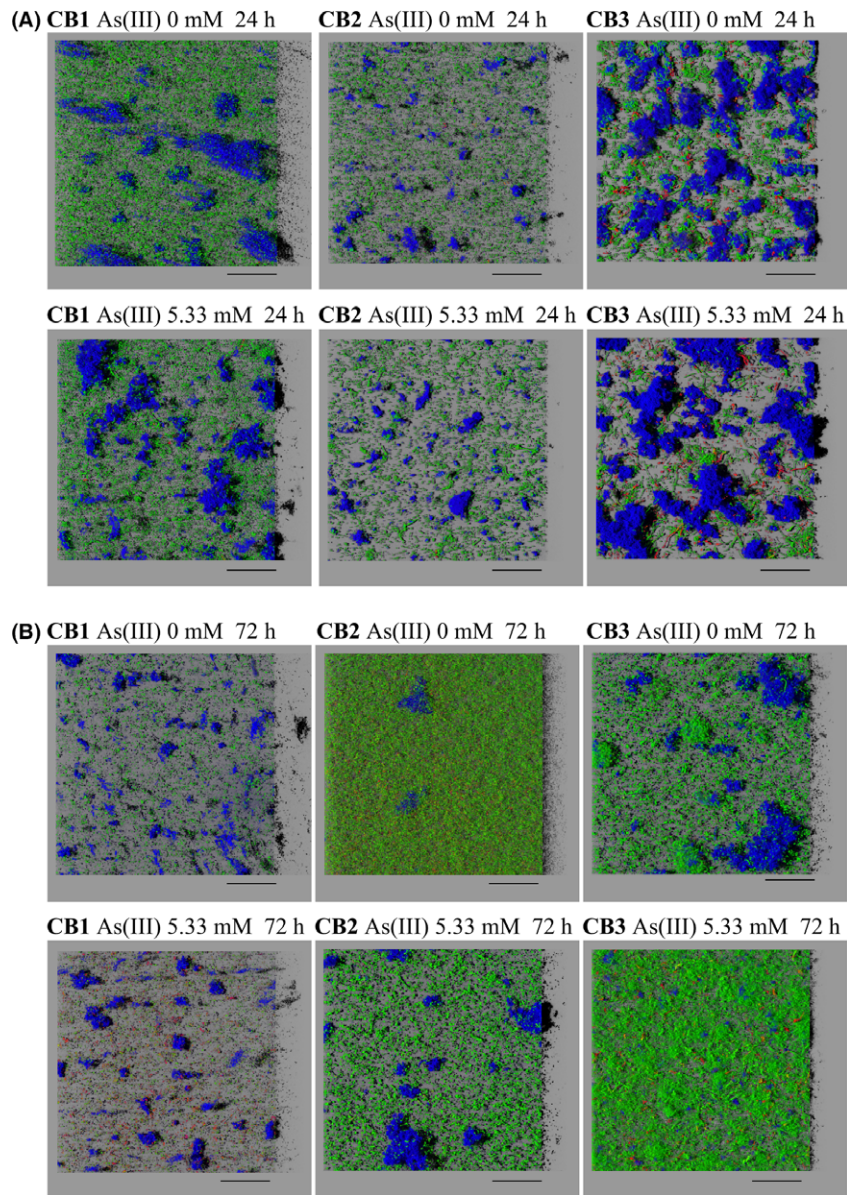 (A) CB1 As(III) 0 mM 24 h CB2 As(III) 0 mM 24 h CB3 As(III) 0 mM 24 h
CB1 As(III) 5.33 mM 24 h CB2 As(III) 5.33 mM 24 h CB3 As(III) 5.33 mM 24 h
(B) CB1 As(III) 0 mM 72 h CB2 As(III) 0 mM 72 h CB3 As(III) 0 mM 72 h
CB1 As(III) 5.33 mM 72 h CB2 As(III) 5.33 mM 72 h CB3 As(III) 5.33 mM 72 h